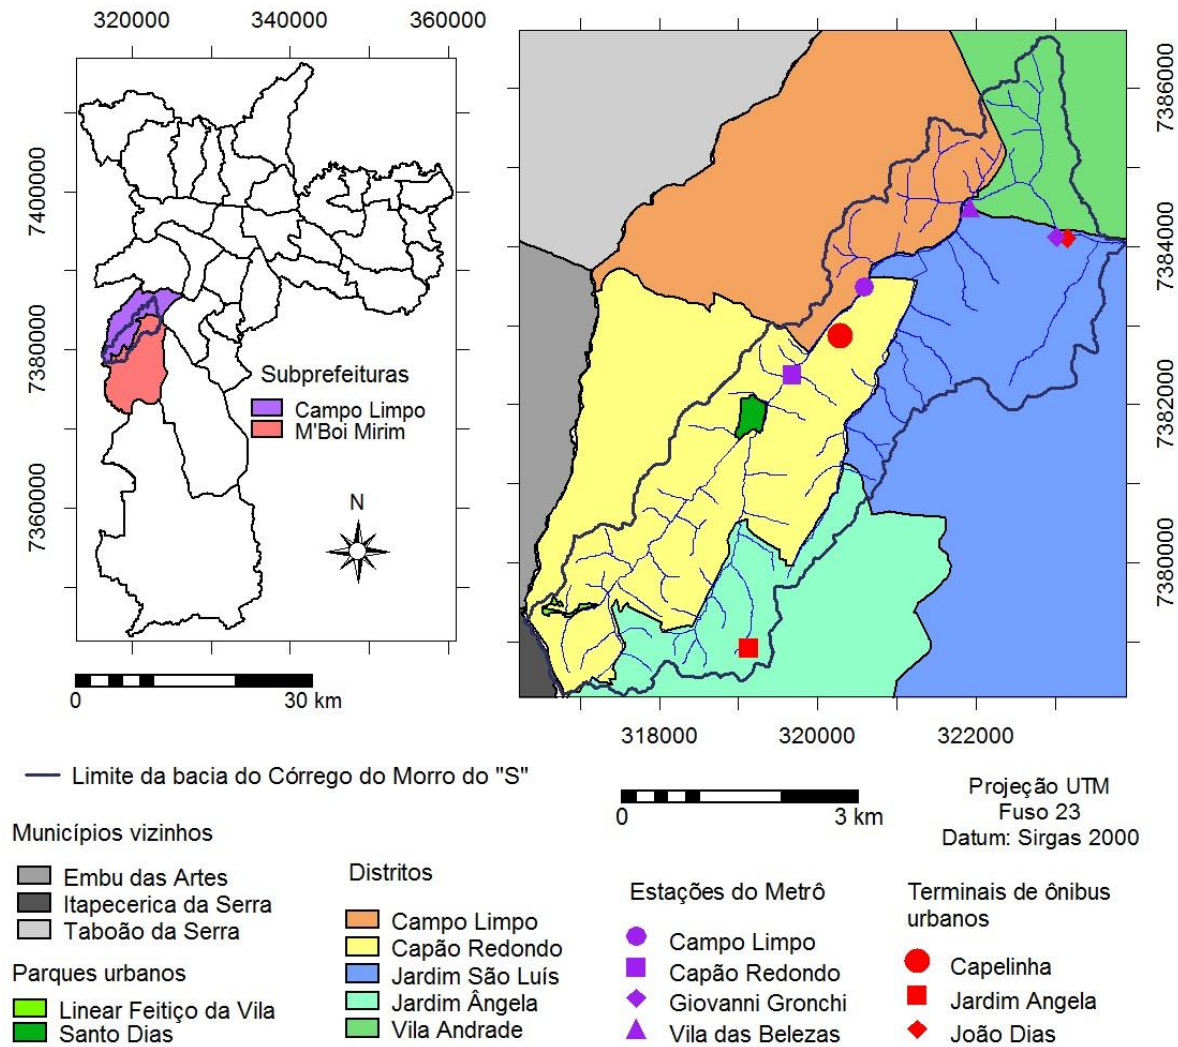 320000
340000
360000
7400000
7380000
7360000
Subprefeituras
Campo Limpo
M'Boi Mirim
N
0
30 km
7386000
7384000
7382000
7380000
318000
320000
322000
Limite da bacia do Córrego do Morro do "S"
0
3 km
Projeção UTM
Fuso 23
Datum: Sirgas 2000
Municípios vizinhos
Embu das Artes
Itapecerica da Serra
Taboão da Serra
Parques urbanos
Linear Feitiço da Vila
Santo Dias
Distritos
Campo Limpo
Capão Redondo
Jardim São Luís
Jardim Ângela
Vila Andrade
Estações do Metrô
Campo Limpo
Capão Redondo
Giovanni Gronchi
Vila das Belezas
Terminais de ônibus
urbanos
Capelinha
Jardim Angela
João Dias